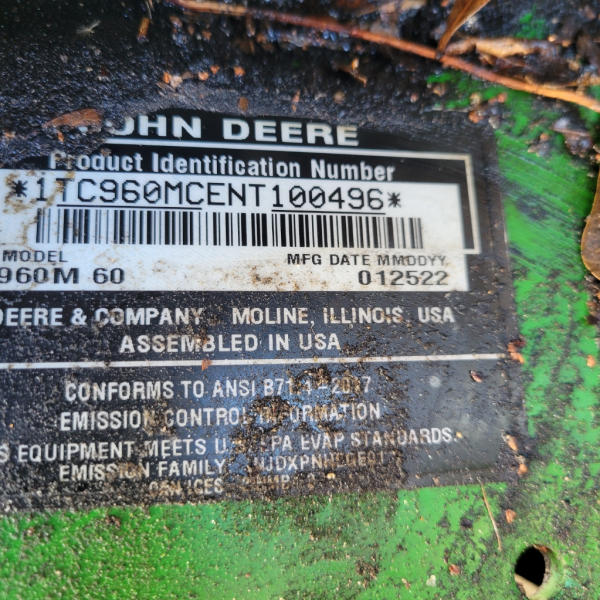 JOHN DEERE
Product Identification Number
*1TC960MCENT100496*
MODEL MFG DATE MMDDYY
960M 60 012522
DEERE & COMPANY MOLINE, ILLINOIS, USA
ASSEMBLED IN USA
CONFORMS TO ANSI B71.
EMISSION CONTROL INFORMATION
EQUIPMENT MEETS EVAP STANDARDS.
EMISSION FAMILY